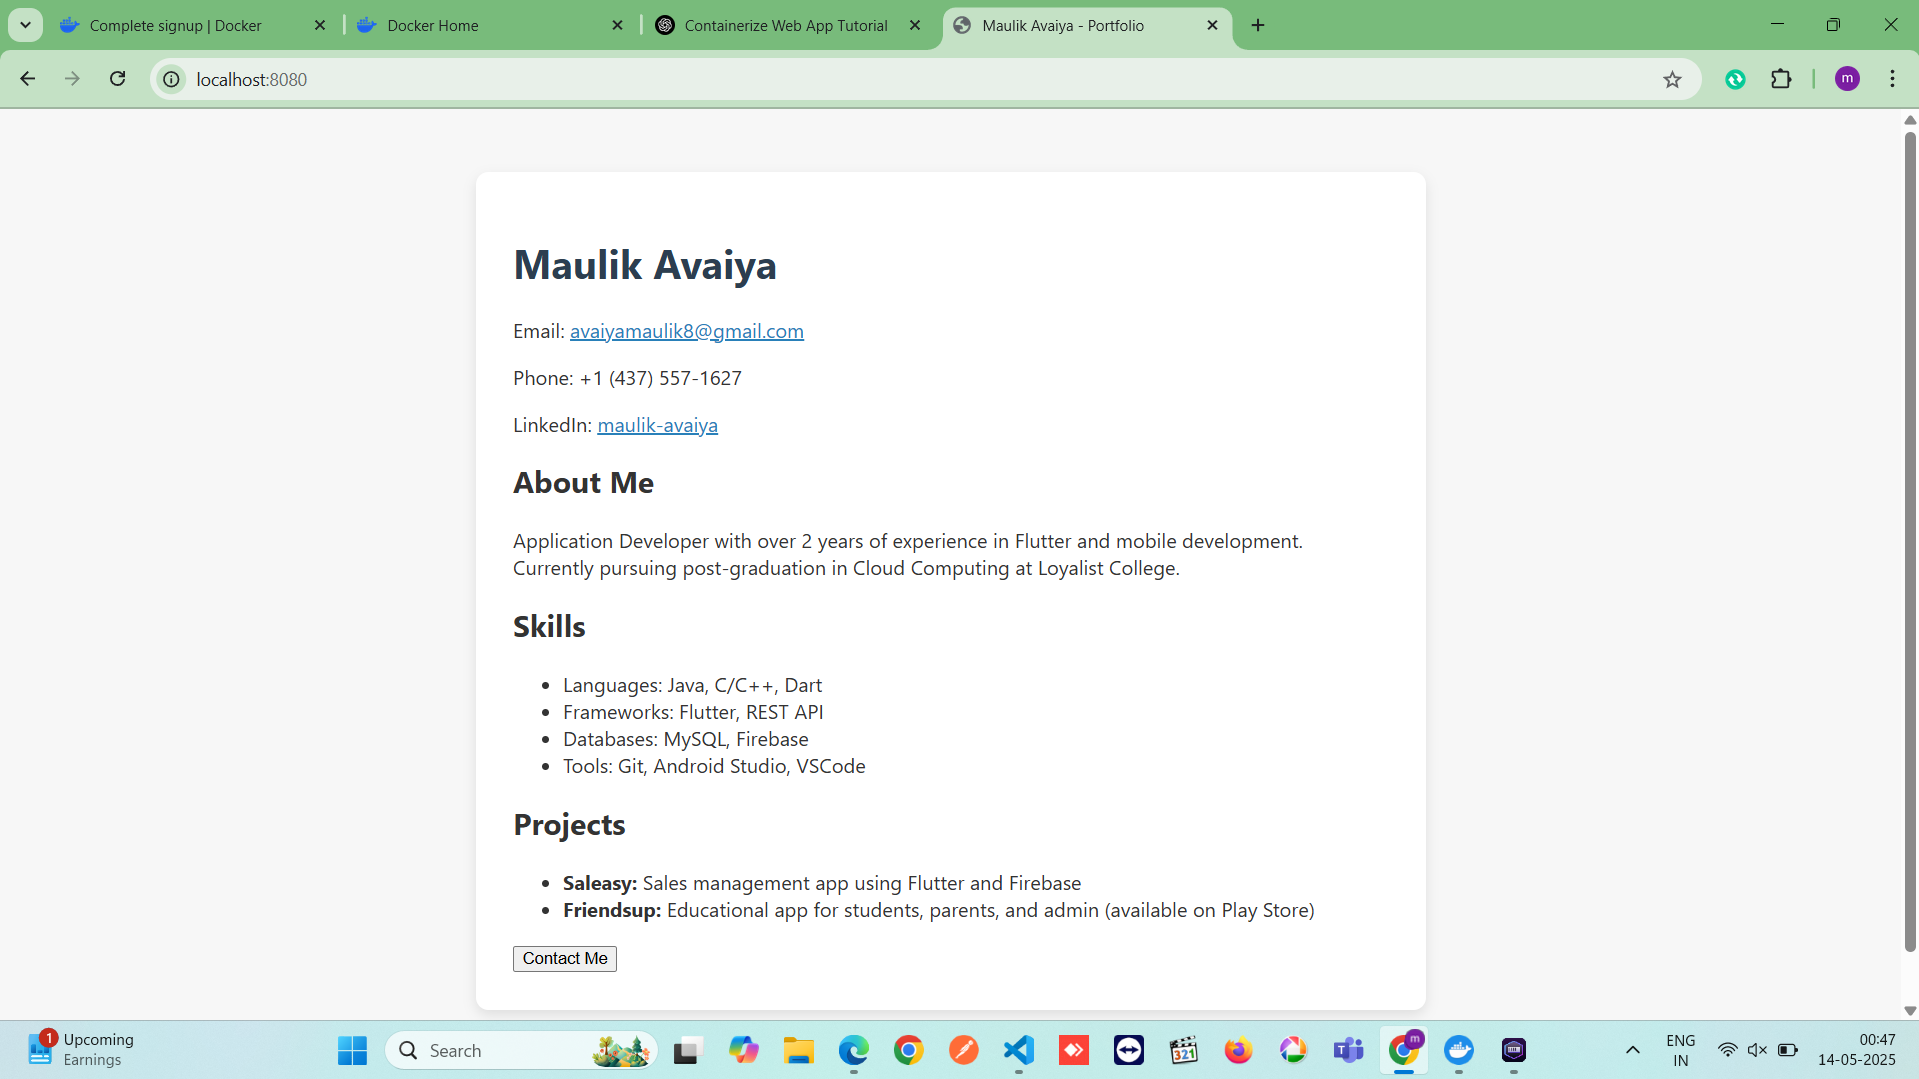 Complete signup | Docker
Docker Home
Containerize Web App Tutorial
Maulik Avaiya - Portfolio
localhost:8080
m
Maulik Avaiya
Email: avaiyamaulik8@gmail.com
Phone: +1 (437) 557-1627
LinkedIn: maulik-avaiya
About Me
Application Developer with over 2 years of experience in Flutter and mobile development.
Currently pursuing post-graduation in Cloud Computing at Loyalist College.
Skills
Languages: Java, C/C++, Dart
Frameworks: Flutter, REST API
Databases: MySQL, Firebase
Tools: Git, Android Studio, VSCode
Projects
Saleasy: Sales management app using Flutter and Firebase
Friendsup: Educational app for students, parents, and admin (available on Play Store)
Contact Me
1
Upcoming
Earnings
Search
321
T
m
ENG
IN
00:47
14-05-2025